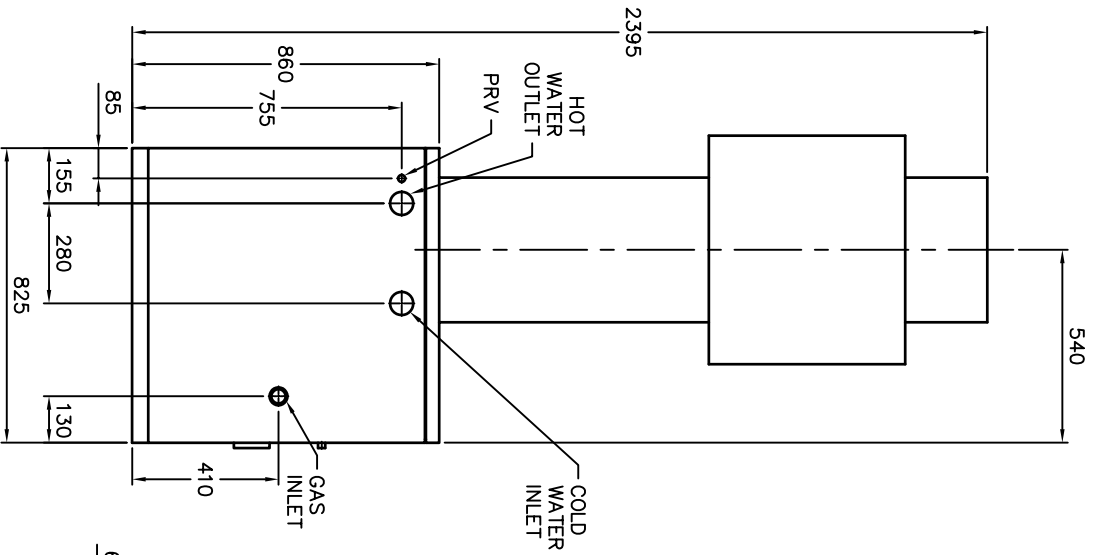 2395
860
755
85
155
280
825
130
410
540
HOT
WATER
OUTLET
PRV
COLD
WATER
INLET
GAS
INLET